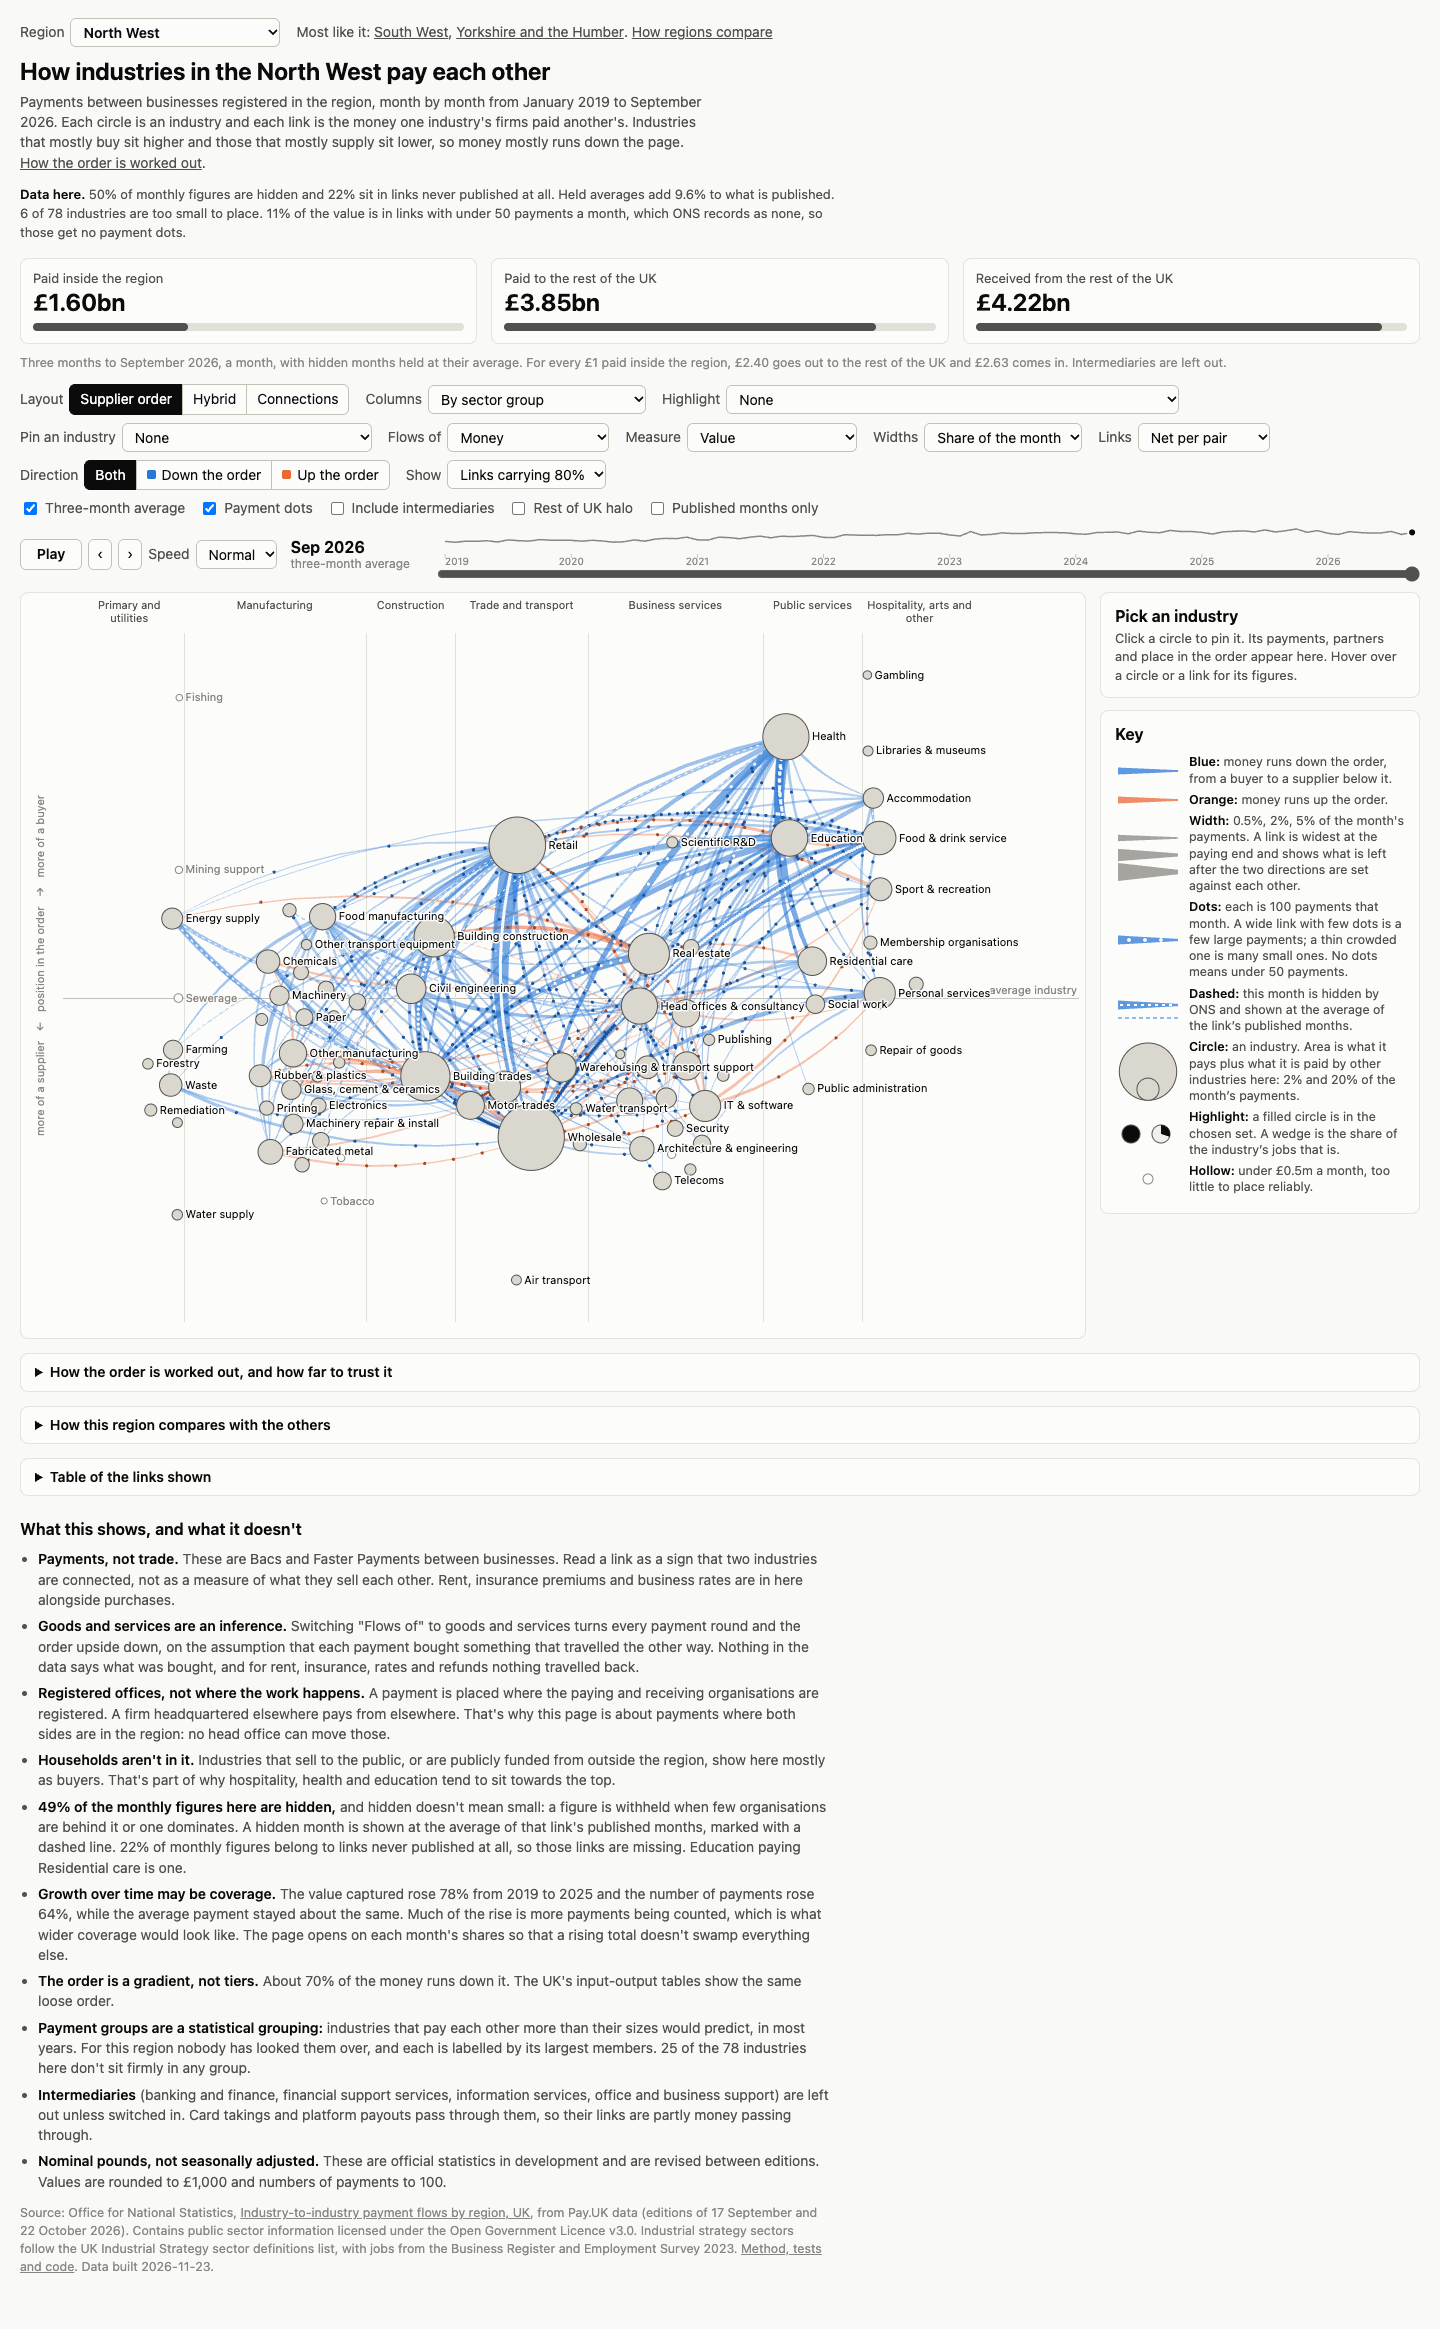 Region North West Most like it: South West, Yorkshire and the Humber. How regions compare
How industries in the North West pay each other
Payments between businesses registered in the region, month by month from January 2019 to September
2026. Each circle is an industry and each link is the money one industry's firms paid another's. Industries
that mostly buy sit higher and those that mostly supply sit lower, so money mostly runs down the page.
How the order is worked out.
Data here. 50% of monthly figures are hidden and 22% sit in links never published at all. Held averages add 9.6% to what is published.
6 of 78 industries are too small to place. 11% of the value is in links with under 50 payments a month, which ONS records as none, so
those get no payment dots.
Paid inside the region
£1.60bn
Paid to the rest of the UK
£3.85bn
Received from the rest of the UK
£4.22bn
Three months to September 2026, a month, with hidden months held at their average. For every £1 paid inside the region, £2.40 goes out to the rest of the UK and £2.63 comes in. Intermediaries are left out.
Layout Supplier order Hybrid Connections Columns By sector group Highlight None
Pin an industry None Flows of Money Measure Value Widths Share of the month Links Net per pair
Direction Both Down the order Up the order Show Links carrying 80%
Three-month average Payment dots Include intermediaries Rest of UK halo Published months only
Play ‹ › Speed Normal Sep 2026
three-month average
2019 2020 2021 2022 2023 2024 2025 2026
Primary and
utilities
Manufacturing
Construction
Trade and transport
Business services
Public services
Hospitality, arts and
other
more of a supplier ← position in the order → more of a buyer
Gambling
Fishing
Health
Libraries & museums
Accommodation
Retail
Scientific R&D
Education
Food & drink service
Mining support
Sport & recreation
Energy supply
Food manufacturing
Building construction
Other transport equipment
Membership organisations
Real estate
Chemicals
Residential care
Civil engineering
Machinery
Personal services
average industry
Sewerage
Head offices & consultancy
Social work
Paper
Publishing
Farming
Other manufacturing
Repair of goods
Forestry
Warehousing & transport support
Rubber & plastics
Building trades
Waste
Glass, cement & ceramics
Public administration
Remediation
Printing
Electronics
Motor trades
Water transport
IT & software
Machinery repair & install
Security
Wholesale
Fabricated metal
Architecture & engineering
Telecoms
Tobacco
Water supply
Air transport
Pick an industry
Click a circle to pin it. Its payments, partners
and place in the order appear here. Hover over
a circle or a link for its figures.
Key
Blue: money runs down the order,
from a buyer to a supplier below it.
Orange: money runs up the order.
Width: 0.5%, 2%, 5% of the month's
payments. A link is widest at the
paying end and shows what is left
after the two directions are set
against each other.
Dots: each is 100 payments that
month. A wide link with few dots is a
few large payments; a thin crowded
one is many small ones. No dots
means under 50 payments.
Dashed: this month is hidden by
ONS and shown at the average of
the link's published months.
Circle: an industry. Area is what it
pays plus what it is paid by other
industries here: 2% and 20% of the
month's payments.
Highlight: a filled circle is in the
chosen set. A wedge is the share of
the industry's jobs that is.
Hollow: under £0.5m a month, too
little to place reliably.
How the order is worked out, and how far to trust it
How this region compares with the others
Table of the links shown
What this shows, and what it doesn't
Payments, not trade. These are Bacs and Faster Payments between businesses. Read a link as a sign that two industries
are connected, not as a measure of what they sell each other. Rent, insurance premiums and business rates are in here
alongside purchases.
Goods and services are an inference. Switching "Flows of" to goods and services turns every payment round and the
order upside down, on the assumption that each payment bought something that travelled the other way. Nothing in the
data says what was bought, and for rent, insurance, rates and refunds nothing travelled back.
Registered offices, not where the work happens. A payment is placed where the paying and receiving organisations are
registered. A firm headquartered elsewhere pays from elsewhere. That's why this page is about payments where both
sides are in the region: no head office can move those.
Households aren't in it. Industries that sell to the public, or are publicly funded from outside the region, show here mostly
as buyers. That's part of why hospitality, health and education tend to sit towards the top.
49% of the monthly figures here are hidden, and hidden doesn't mean small: a figure is withheld when few organisations
are behind it or one dominates. A hidden month is shown at the average of that link's published months, marked with a
dashed line. 22% of monthly figures belong to links never published at all, so those links are missing. Education paying
Residential care is one.
Growth over time may be coverage. The value captured rose 78% from 2019 to 2025 and the number of payments rose
64%, while the average payment stayed about the same. Much of the rise is more payments being counted, which is what
wider coverage would look like. The page opens on each month's shares so that a rising total doesn't swamp everything
else.
The order is a gradient, not tiers. About 70% of the money runs down it. The UK's input-output tables show the same
loose order.
Payment groups are a statistical grouping: industries that pay each other more than their sizes would predict, in most
years. For this region nobody has looked them over, and each is labelled by its largest members. 25 of the 78 industries
here don't sit firmly in any group.
Intermediaries (banking and finance, financial support services, information services, office and business support) are left
out unless switched in. Card takings and platform payouts pass through them, so their links are partly money passing
through.
Nominal pounds, not seasonally adjusted. These are official statistics in development and are revised between editions.
Values are rounded to £1,000 and numbers of payments to 100.
Source: Office for National Statistics, Industry-to-industry payment flows by region, UK, from Pay.UK data (editions of 17 September and
22 October 2026). Contains public sector information licensed under the Open Government Licence v3.0. Industrial strategy sectors
follow the UK Industrial Strategy sector definitions list, with jobs from the Business Register and Employment Survey 2023. Method, tests
and code. Data built 2026-11-23.